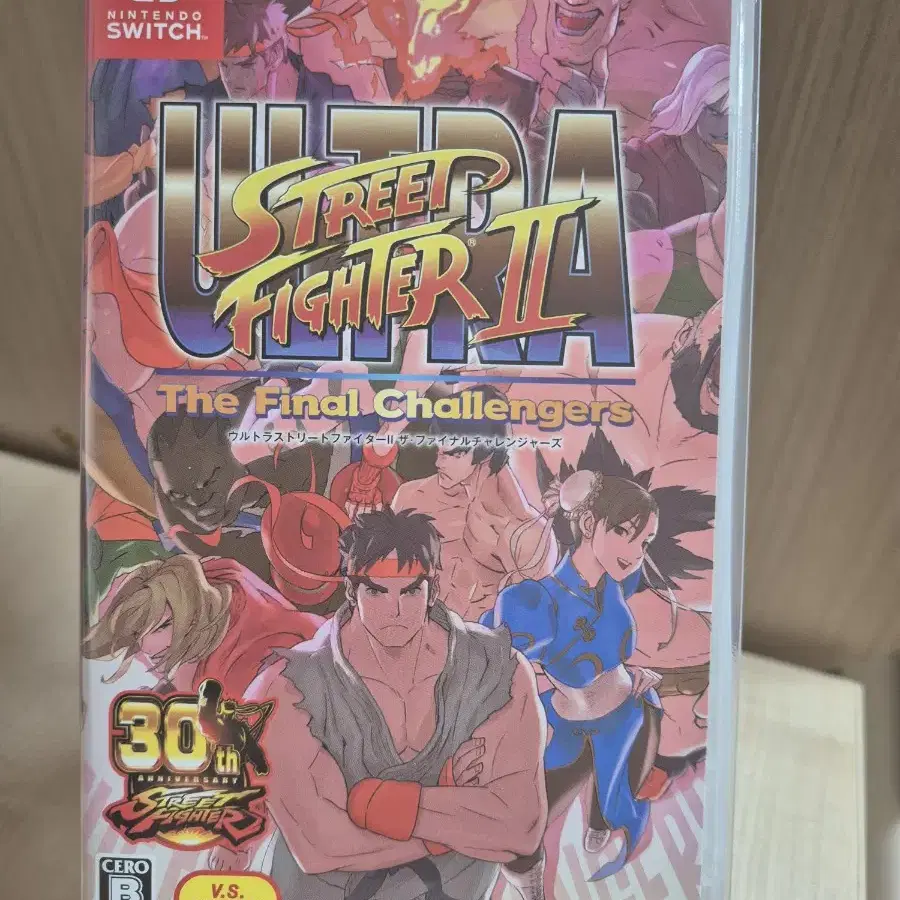 NINTENDO
SWITCH™
ULTRA
STREET
FIGHTER® II
The Final Challengers
ウルトラストリートファイターII ザ・ファイナルチャレンジャーズ
30th
ANNIVERSARY
STREET
FIGHTER
CERO
B
V.S.